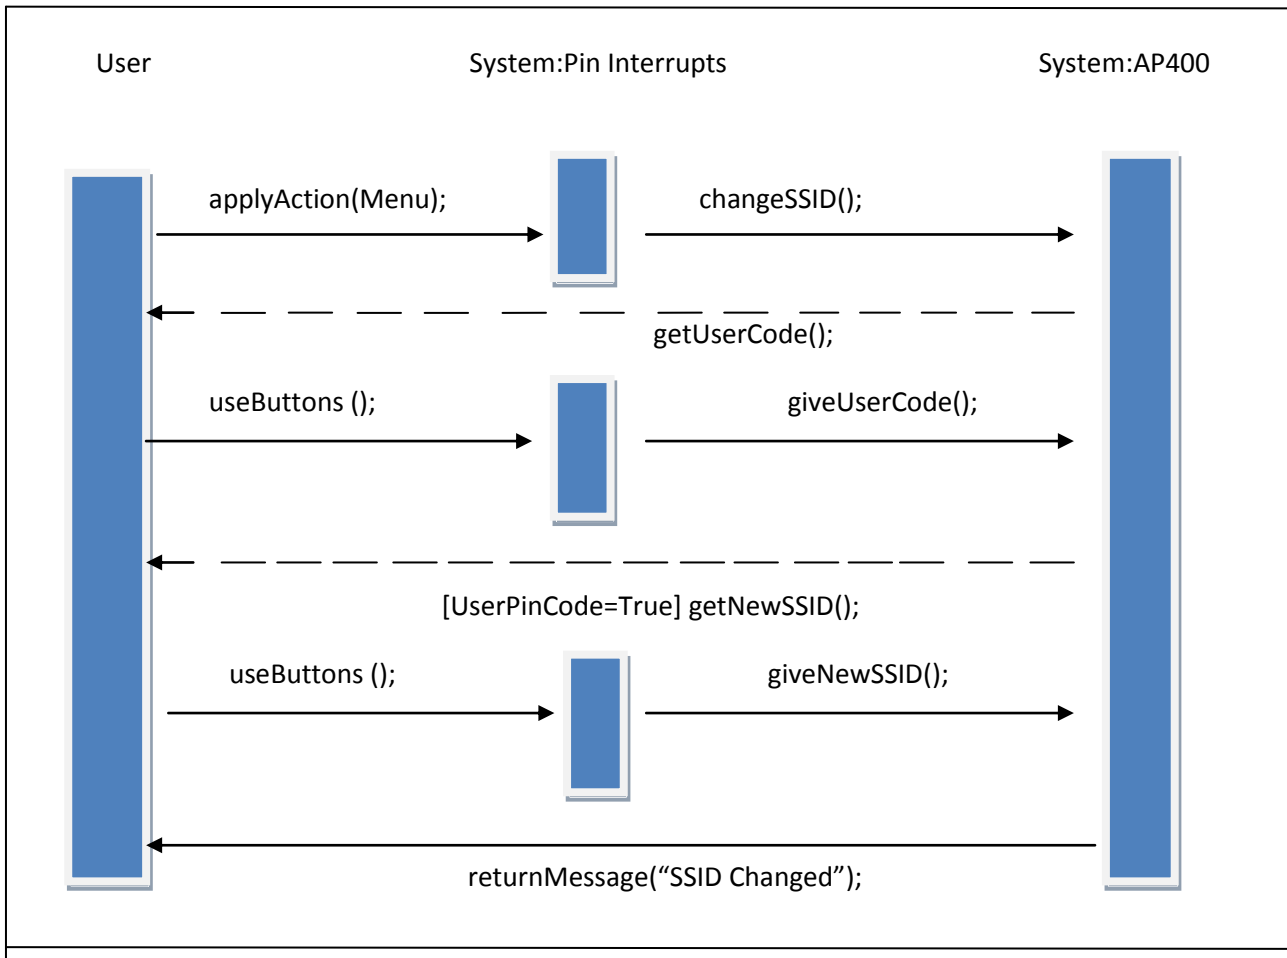 User
System:Pin Interrupts
System:AP400
applyAction(Menu);
changeSSID();
getUserCode();
useButtons ();
giveUserCode();
[UserPinCode=True] getNewSSID();
useButtons ();
giveNewSSID();
returnMessage(“SSID Changed”);